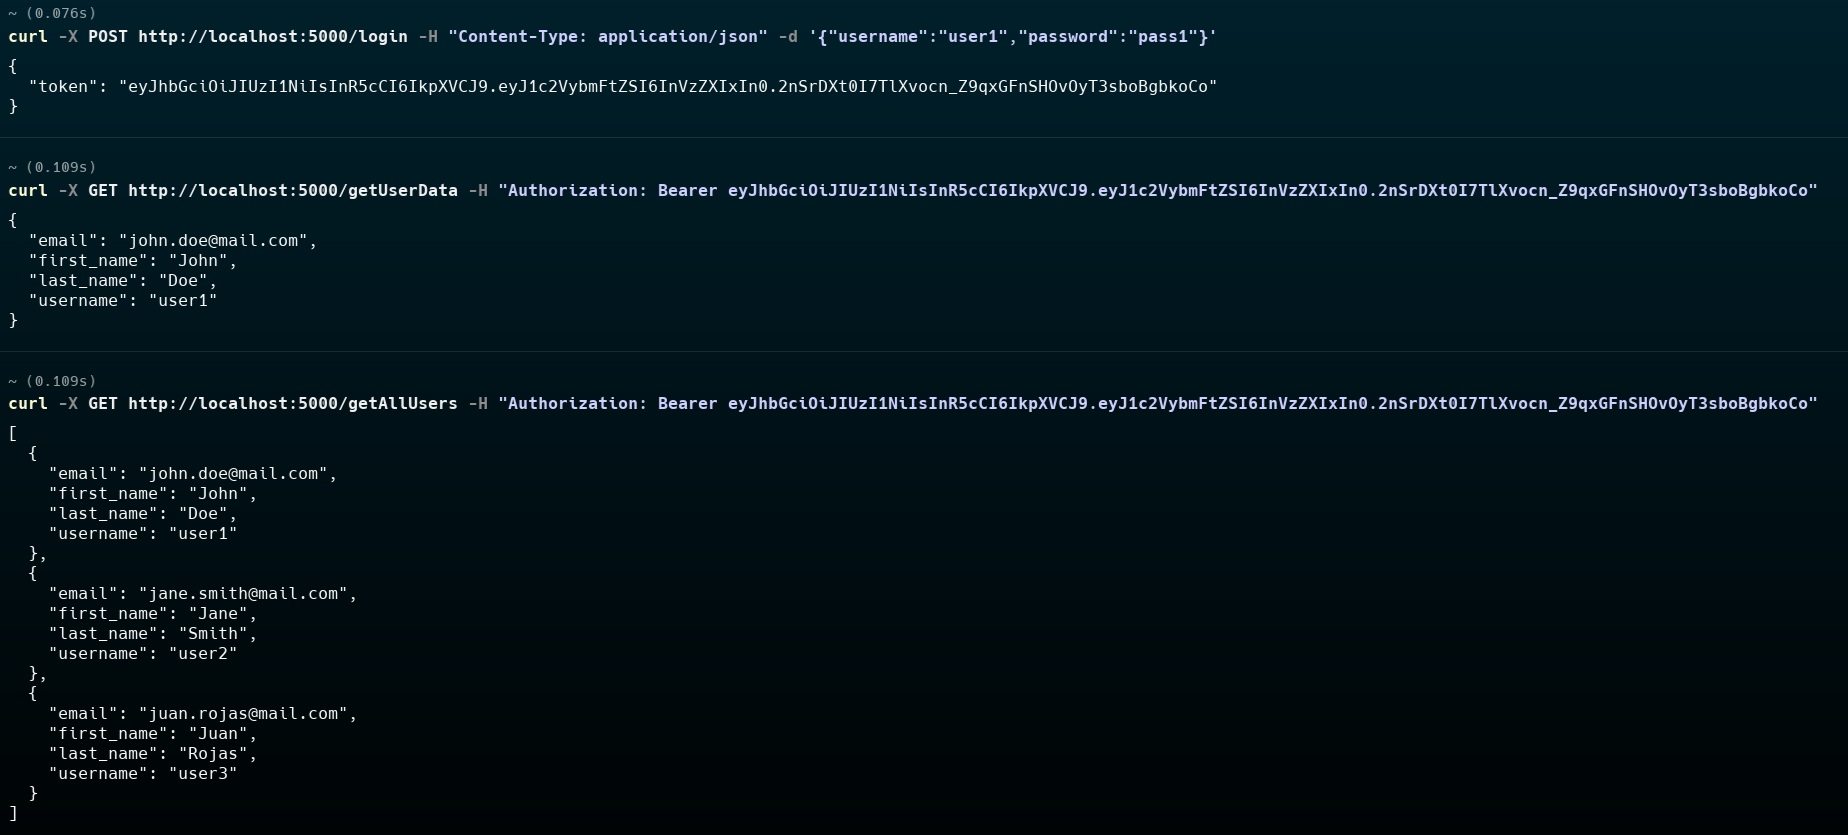 ~ (0.076s)
curl -X POST http://localhost:5000/login -H "Content-Type: application/json" -d '{"username":"user1","password":"pass1"}'
{
  "token": "eyJhbGciOiJIUzI1NiIsInR5cCI6IkpXVCJ9.eyJ1c2VybmFtZSI6InVzZXIxIn0.2nSrDXt0I7TlXvocn_Z9qxGFnSHOvOyT3sboBgbkoCo"
}
~ (0.109s)
curl -X GET http://localhost:5000/getUserData -H "Authorization: Bearer eyJhbGciOiJIUzI1NiIsInR5cCI6IkpXVCJ9.eyJ1c2VybmFtZSI6InVzZXIxIn0.2nSrDXt0I7TlXvocn_Z9qxGFnSHOvOyT3sboBgbkoCo"
{
  "email": "john.doe@mail.com",
  "first_name": "John",
  "last_name": "Doe",
  "username": "user1"
}
~ (0.109s)
curl -X GET http://localhost:5000/getAllUsers -H "Authorization: Bearer eyJhbGciOiJIUzI1NiIsInR5cCI6IkpXVCJ9.eyJ1c2VybmFtZSI6InVzZXIxIn0.2nSrDXt0I7TlXvocn_Z9qxGFnSHOvOyT3sboBgbkoCo"
[
  {
    "email": "john.doe@mail.com",
    "first_name": "John",
    "last_name": "Doe",
    "username": "user1"
  },
  {
    "email": "jane.smith@mail.com",
    "first_name": "Jane",
    "last_name": "Smith",
    "username": "user2"
  },
  {
    "email": "juan.rojas@mail.com",
    "first_name": "Juan",
    "last_name": "Rojas",
    "username": "user3"
  }
]